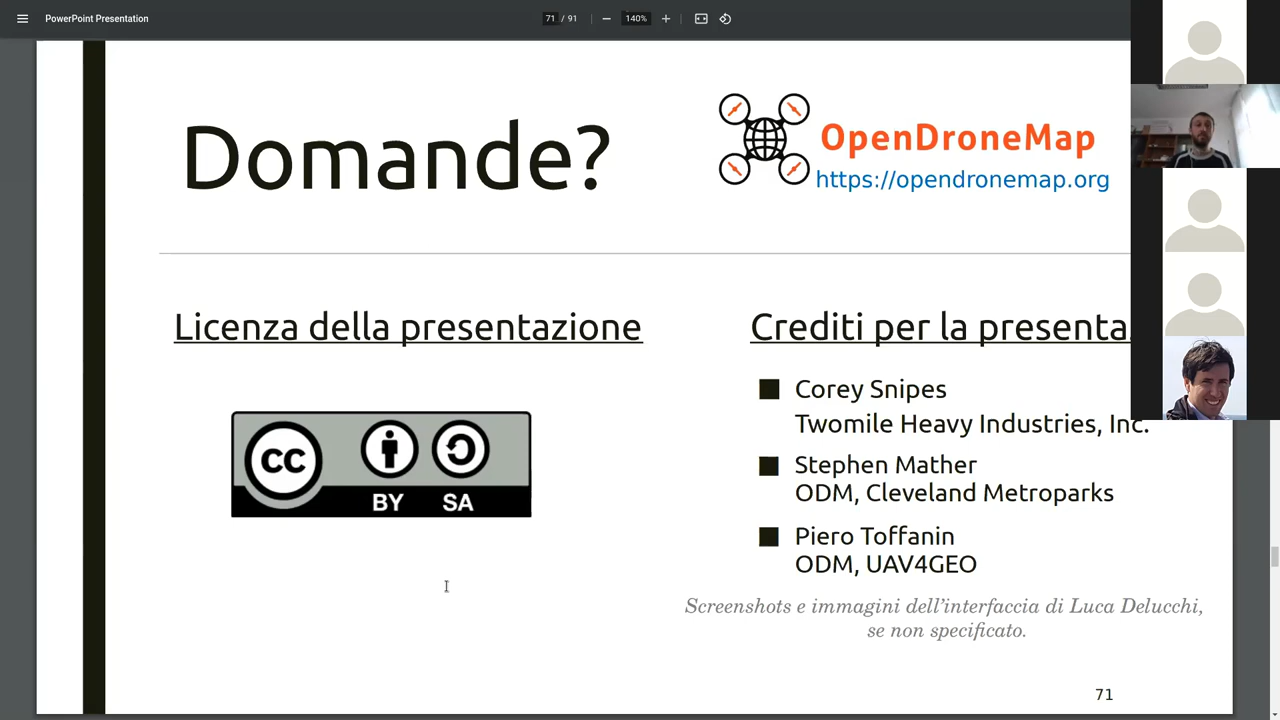 PowerPoint Presentation
71 / 91
140%
Domande?
OpenDroneMap
https://opendronemap.org
Licenza della presentazione
Crediti per la presenta
Corey Snipes
Twomile Heavy Industries, Inc.
Stephen Mather
ODM, Cleveland Metroparks
Piero Toffanin
ODM, UAV4GEO
cc
BY SA
Screenshots e immagini dell'interfaccia di Luca Delucchi,
se non specificato.
71